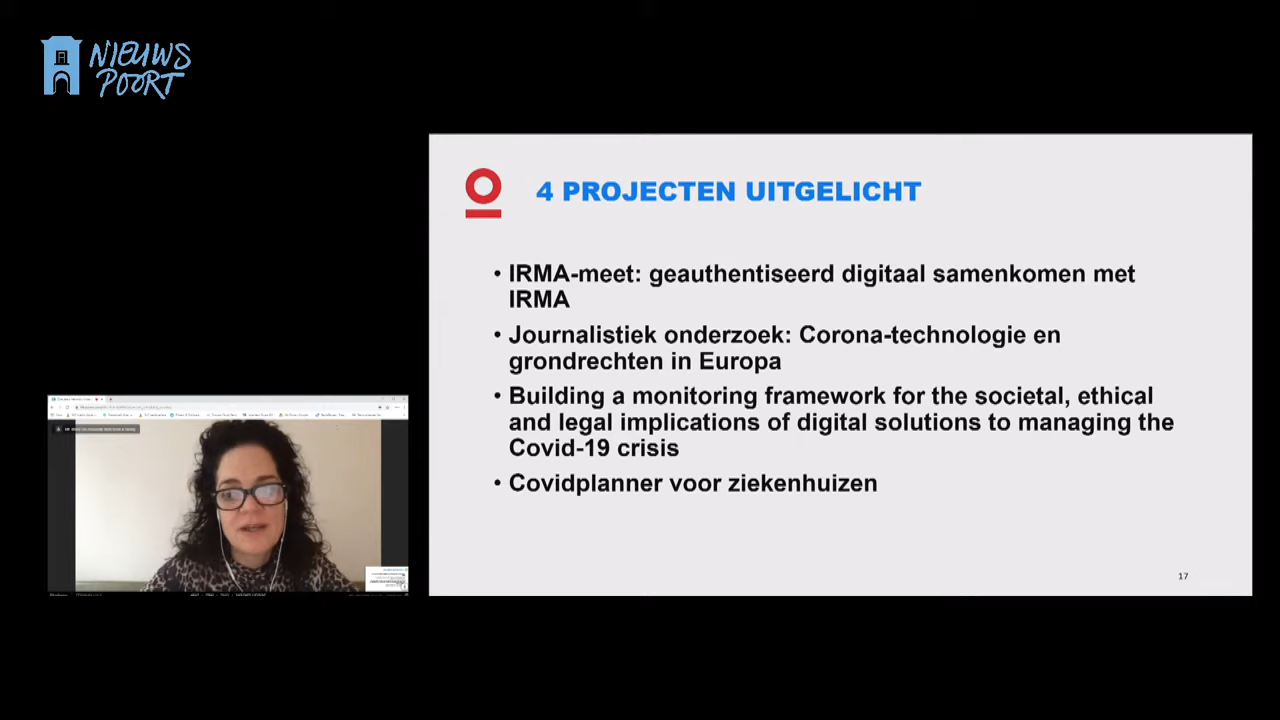 NIEUWS
POORT
4 PROJECTEN UITGELICHT
• IRMA-meet: geauthentiseerd digitaal samenkomen met
IRMA
• Journalistiek onderzoek: Corona-technologie en
grondrechten in Europa
• Building a monitoring framework for the societal, ethical
and legal implications of digital solutions to managing the
Covid-19 crisis
• Covidplanner voor ziekenhuizen
17